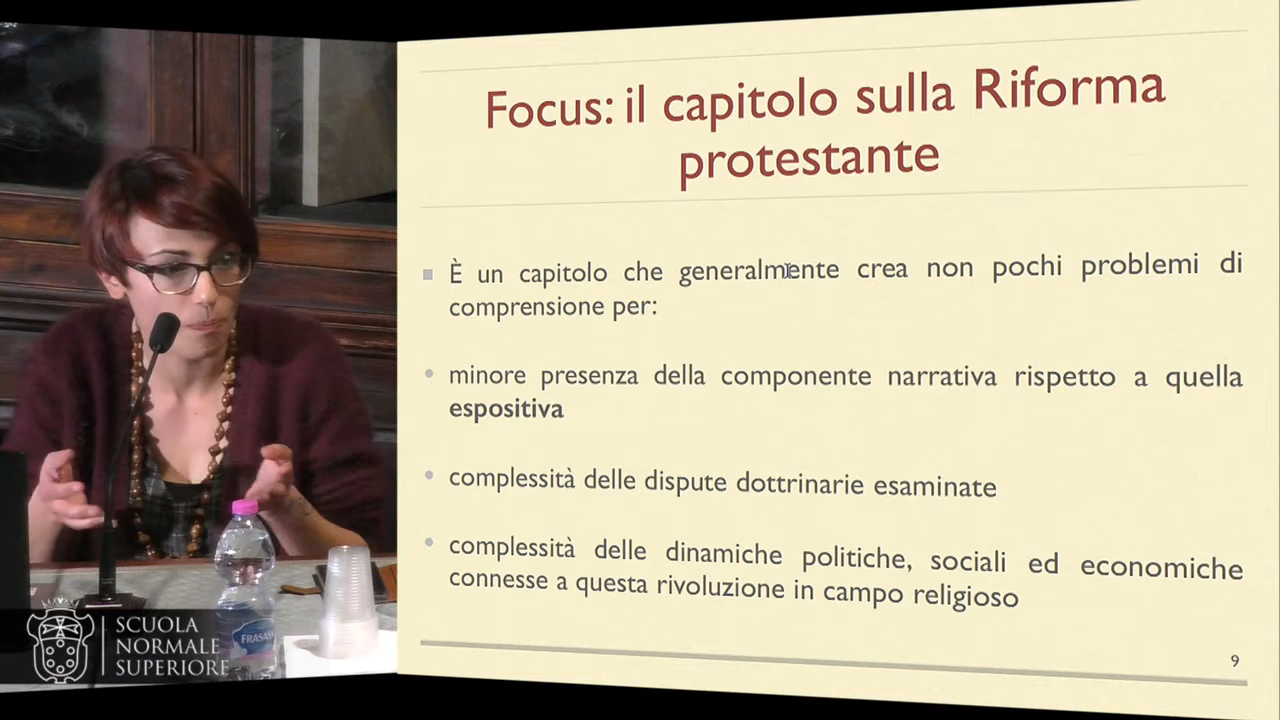 Focus: il capitolo sulla Riforma
protestante
È un capitolo che generalmente crea non pochi problemi di
comprensione per:
minore presenza della componente narrativa rispetto a quella
espositiva
complessità delle dispute dottrinarie esaminate
complessità delle dinamiche politiche, sociali ed economiche
connesse a questa rivoluzione in campo religioso
9
SCUOLA
NORMALE
SUPERIORE
FRASASSI